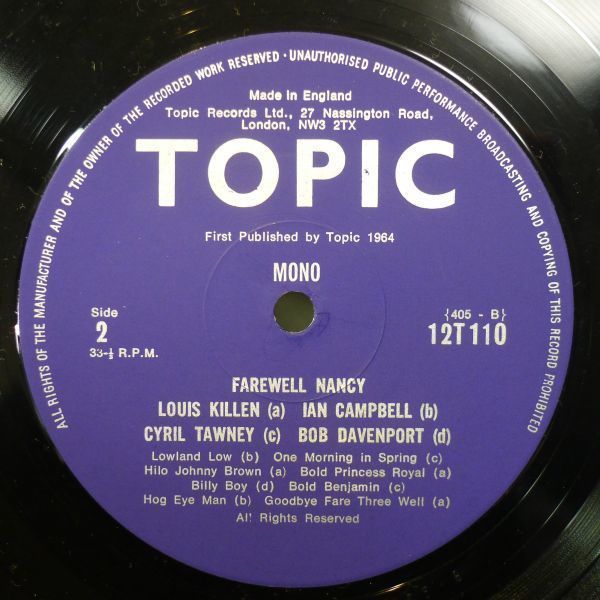 ALL RIGHTS OF THE MANUFACTURER AND OF THE OWNER OF THE RECORDED WORK RESERVED · UNAUTHORISED PUBLIC PERFORMANCE BROADCASTING AND COPYING OF THIS RECORD PROHIBITED
Made in England
Topic Records Ltd., 27 Nassington Road,
London, NW3 2TX
TOPIC
First Published by Topic 1964
MONO
Side
2
33-⅓ R.P.M.
{405 - B}
12T110
FAREWELL NANCY
LOUIS KILLEN (a) IAN CAMPBELL (b)
CYRIL TAWNEY (c) BOB DAVENPORT (d)
Lowland Low (b) One Morning in Spring (c)
Hilo Johnny Brown (a) Bold Princess Royal (a)
Billy Boy (d) Bold Benjamin (c)
Hog Eye Man (b) Goodbye Fare Three Well (a)
All Rights Reserved